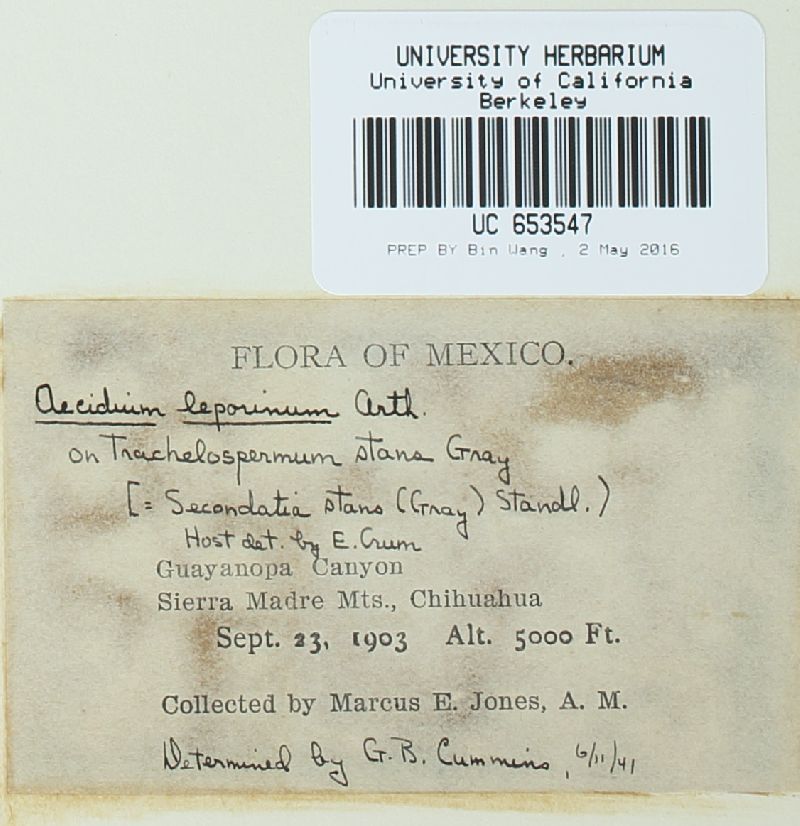 UNIVERSITY HERBARIUM
University of California
Berkeley
UC 653547
PREP BY Bin Wang , 2 May 2016
FLORA OF MEXICO.
Aecidium leporinum Arth.
on Trachelospermum stans Gray
[= Secondatia stans (Gray) Standl.)
Host det. by E. Crum
Guayanopa Canyon
Sierra Madre Mts., Chihuahua
Sept. 23, 1903 Alt. 5000 Ft.
Collected by Marcus E. Jones, A. M.
Determined by G. B. Cummins, 6/11/41